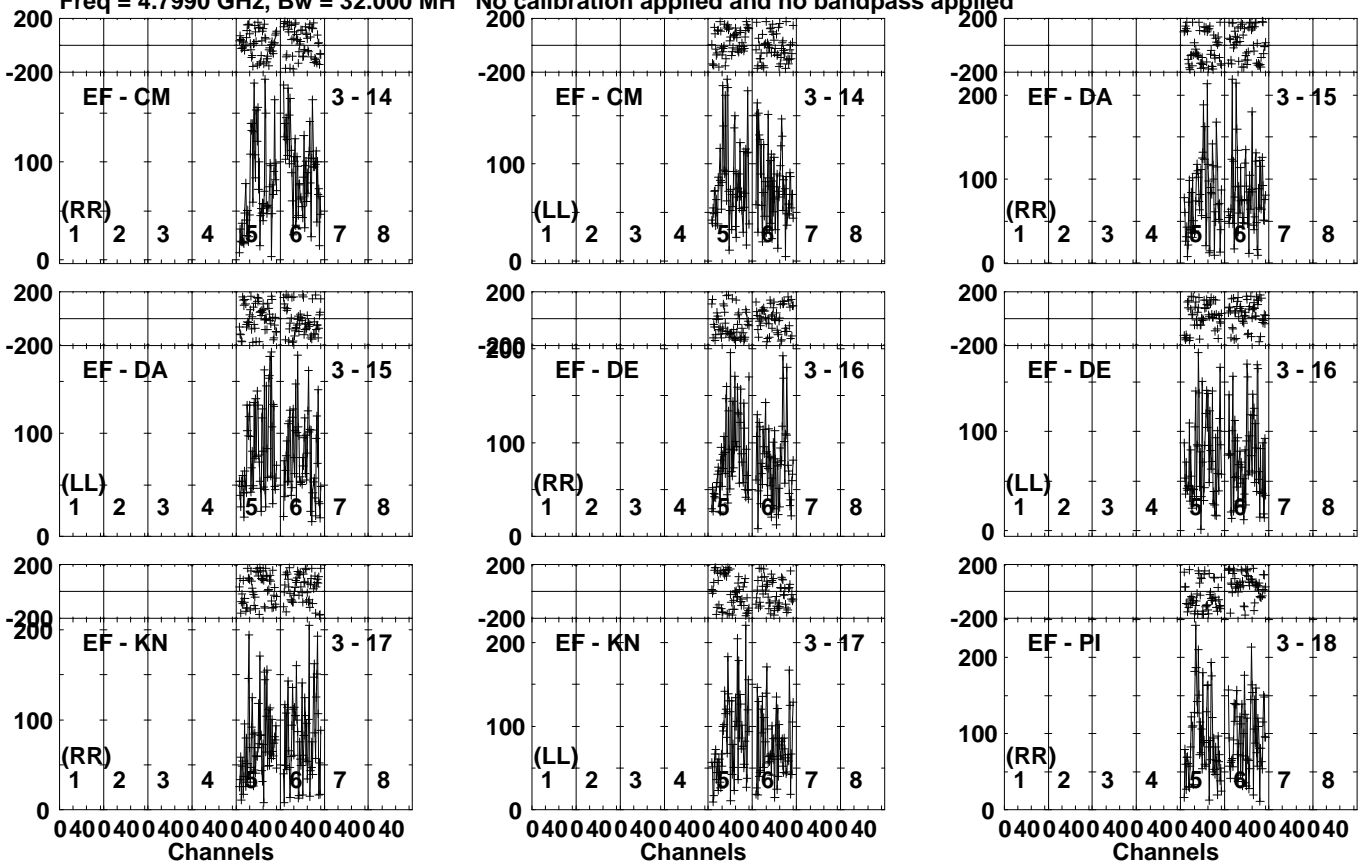 Freq = 4.7990 GHz, Bw = 32.000 MH No calibration applied and no bandpass applied
200
-200
EF - CM 3 - 14
100
(RR)
1 2 3 4 5 6 7 8
0
200
-200
EF - CM 3 - 14
100
(LL)
1 2 3 4 5 6 7 8
0
200
-200
200
EF - DA 3 - 15
100
(RR)
1 2 3 4 5 6 7 8
0
200
-200
EF - DA 3 - 15
100
(LL)
1 2 3 4 5 6 7 8
0
200
-200
200
EF - DE 3 - 16
100
(RR)
1 2 3 4 5 6 7 8
0
200
-200
EF - DE 3 - 16
100
(LL)
1 2 3 4 5 6 7 8
0
200
-200
200
EF - KN 3 - 17
100
(RR)
1 2 3 4 5 6 7 8
0
200
-200
EF - KN 3 - 17
100
(LL)
1 2 3 4 5 6 7 8
0
200
-200
200
EF - PI 3 - 18
100
(RR)
1 2 3 4 5 6 7 8
0
0 40 0 40 0 40 0 40 0 40 0 40 0 40 0 40
Channels
0 40 0 40 0 40 0 40 0 40 0 40 0 40 0 40
Channels
0 40 0 40 0 40 0 40 0 40 0 40 0 40 0 40
Channels